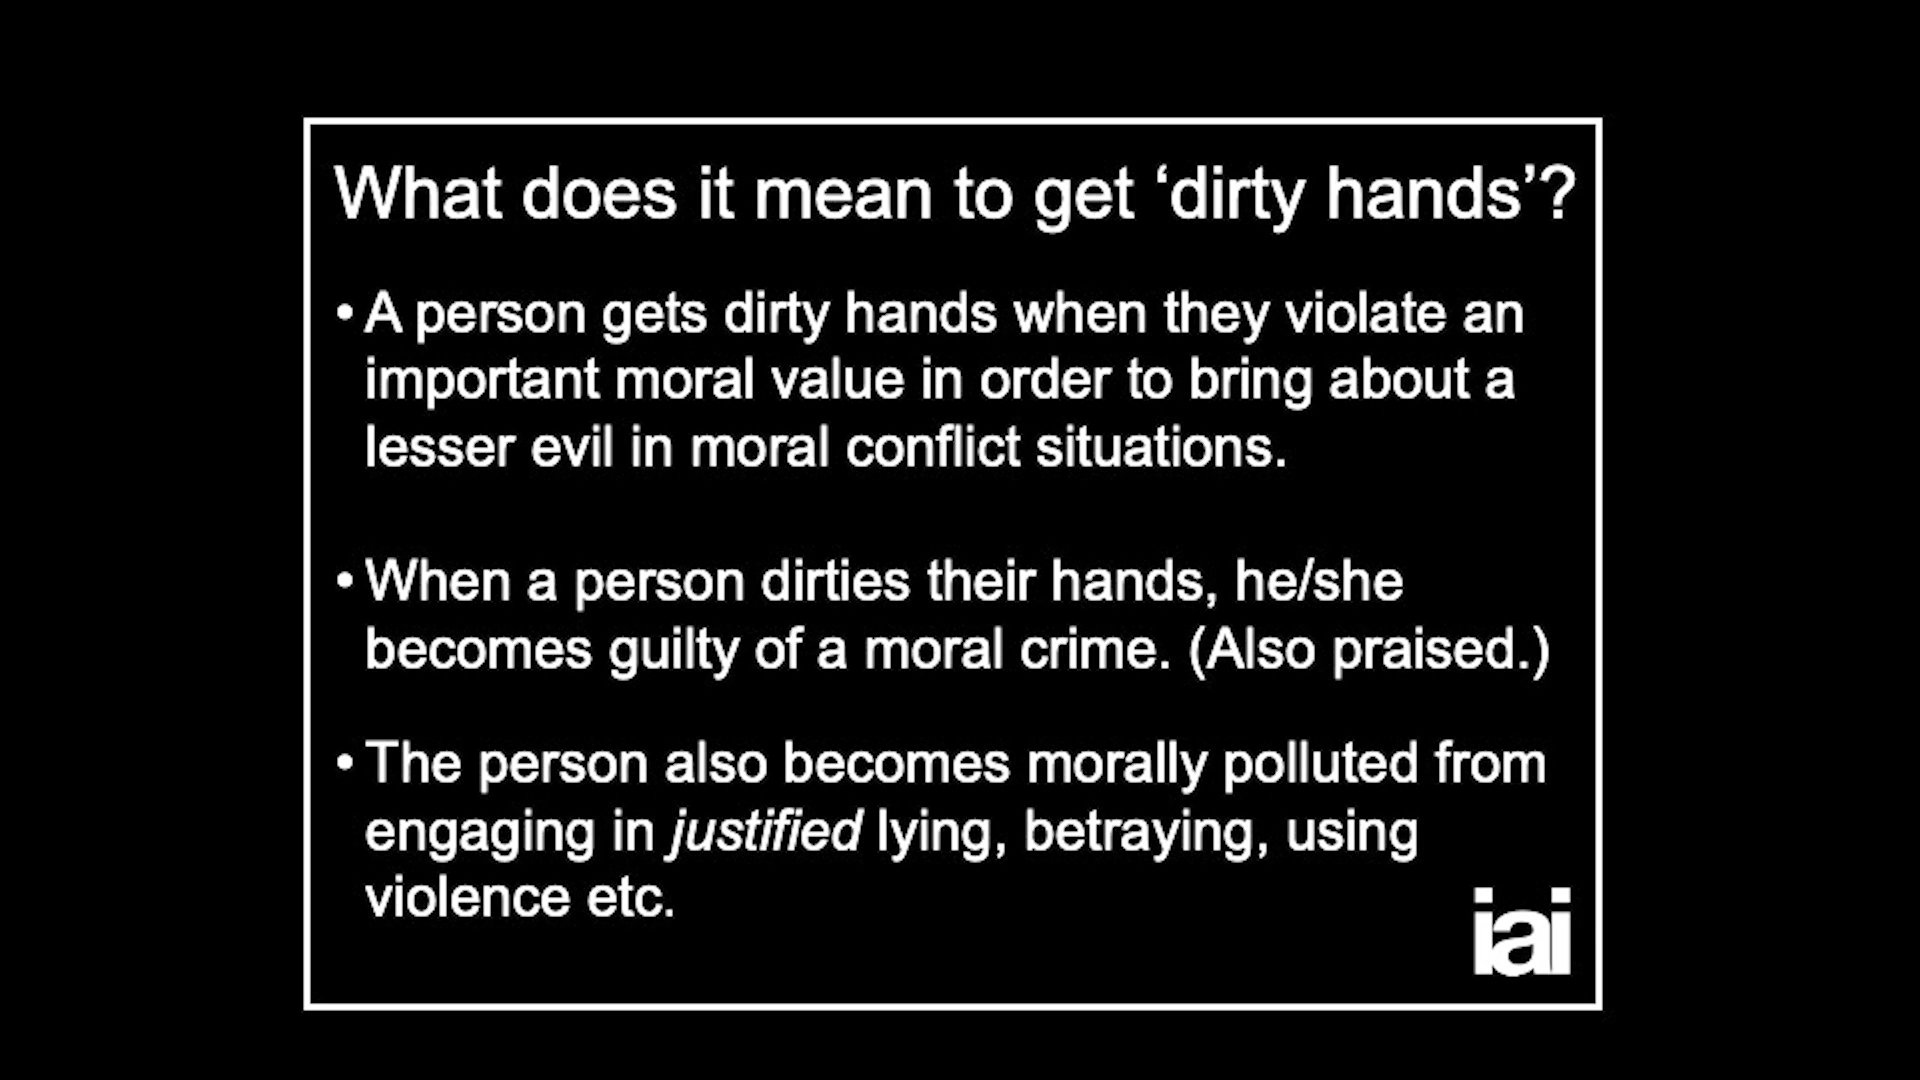 What does it mean to get ‘dirty hands’?
• A person gets dirty hands when they violate an
important moral value in order to bring about a
lesser evil in moral conflict situations.
• When a person dirties their hands, he/she
becomes guilty of a moral crime. (Also praised.)
• The person also becomes morally polluted from
engaging in justified lying, betraying, using
violence etc.
iai